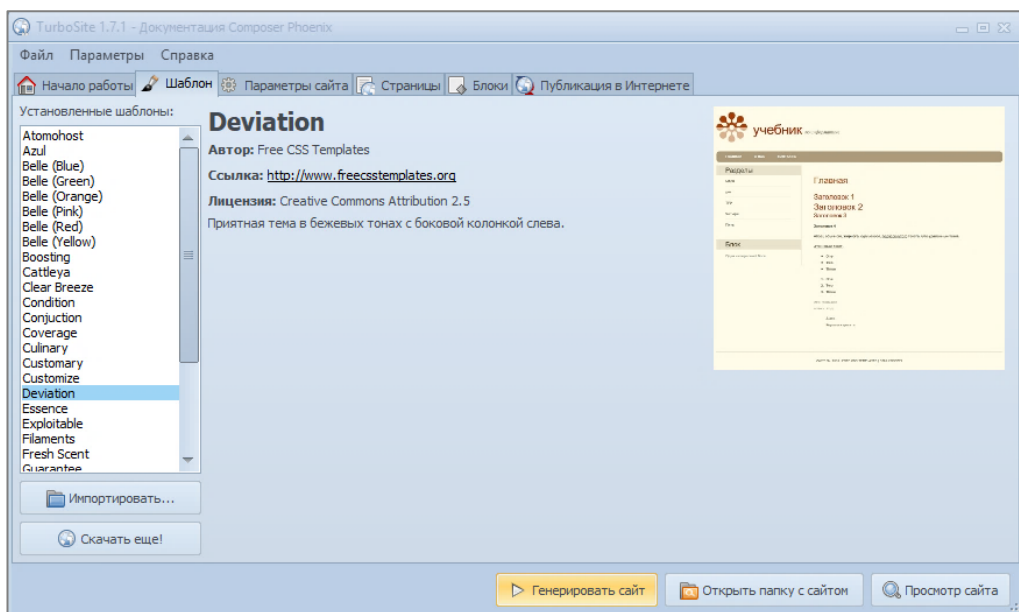 TurboSite 1.7.1 - Документация Composer Phoenix
Файл Параметры Справка
Начало работы Шаблон Параметры сайта Страницы Блоки Публикация в Интернете
Установленные шаблоны:
Atomohost
Azul
Belle (Blue)
Belle (Green)
Belle (Orange)
Belle (Pink)
Belle (Red)
Belle (Yellow)
Boosting
Cattleya
Clear Breeze
Condition
Conjuction
Coverage
Culinary
Customary
Customize
Deviation
Essence
Exploitable
Filaments
Fresh Scent
Guarantee
Импортировать...
Скачать еще!
Deviation
Автор: Free CSS Templates
Ссылка: http://www.freecsstemplates.org
Лицензия: Creative Commons Attribution 2.5
Приятная тема в бежевых тонах с боковой колонкой слева.
учебник
Разделы
Блок
Главная
Заголовок 1
Заголовок 2
Заголовок 3
Генерировать сайт Открыть папку с сайтом Просмотр сайта